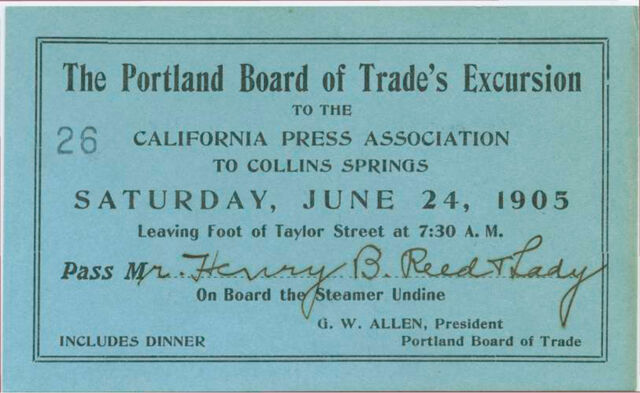 The Portland Board of Trade's Excursion
TO THE
26
CALIFORNIA PRESS ASSOCIATION
TO COLLINS SPRINGS
SATURDAY, JUNE 24, 1905
Leaving Foot of Taylor Street at 7:30 A. M.
Pass Mr. Henry B. Reed & Lady
On Board the Steamer Undine
G. W. ALLEN, President
INCLUDES DINNER Portland Board of Trade